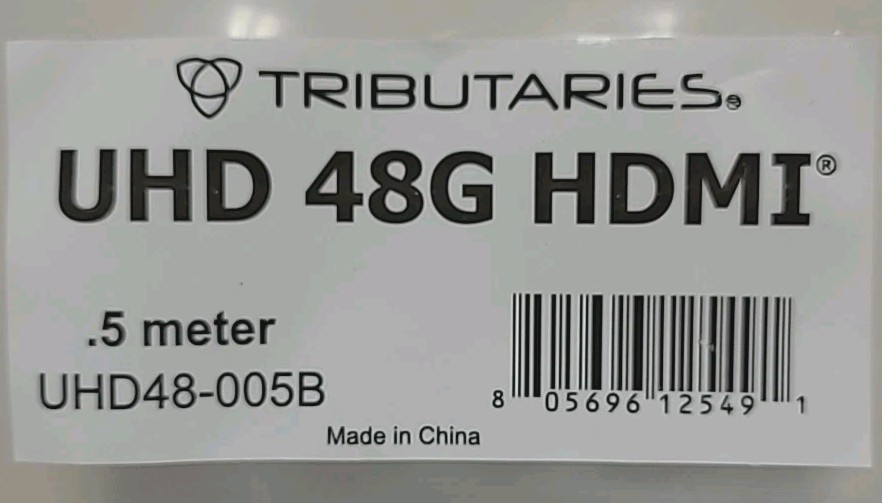 TRIBUTARIES®
UHD 48G HDMI®
.5 meter
UHD48-005B
8 05696 12549 1
Made in China